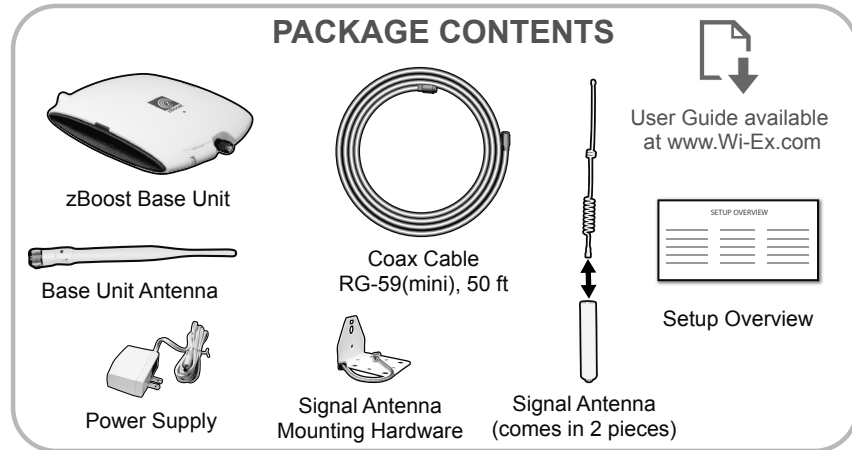 PACKAGE CONTENTS
User Guide available
at www.Wi-Ex.com
zBoost Base Unit
Coax Cable
RG-59(mini), 50 ft
SETUP OVERVIEW
Base Unit Antenna
Setup Overview
Power Supply
Signal Antenna
Mounting Hardware
Signal Antenna
(comes in 2 pieces)